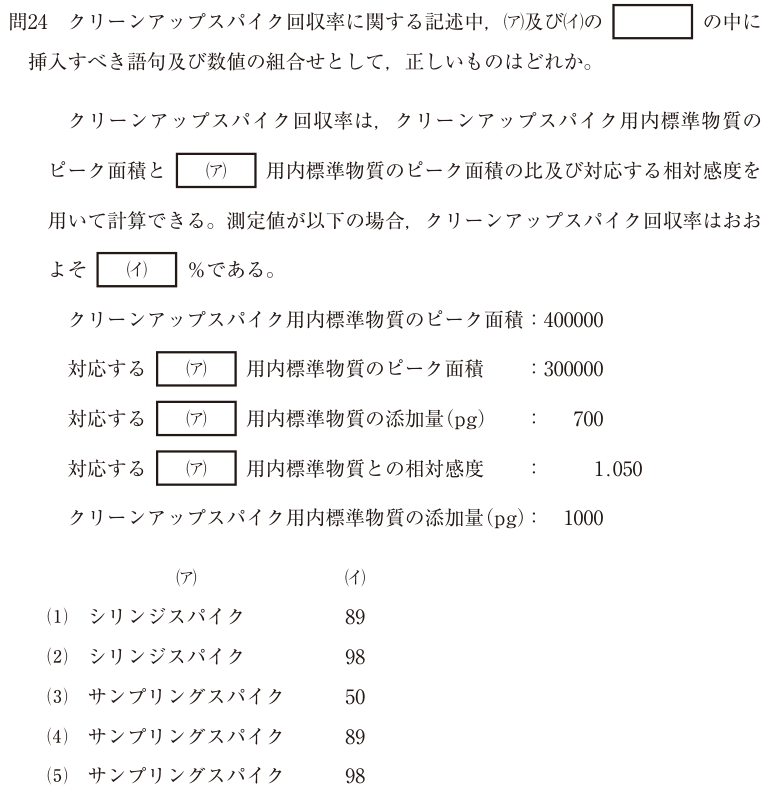 問24　クリーンアップスパイク回収率に関する記述中，㋐及び㋑の　　　の中に
挿入すべき語句及び数値の組合せとして，正しいものはどれか。
クリーンアップスパイク回収率は，クリーンアップスパイク用内標準物質の
ピーク面積と (ア) 用内標準物質のピーク面積の比及び対応する相対感度を
用いて計算できる。測定値が以下の場合，クリーンアップスパイク回収率はおお
よそ (イ) %である。
クリーンアップスパイク用内標準物質のピーク面積：400000
対応する (ア) 用内標準物質のピーク面積　：300000
対応する (ア) 用内標準物質の添加量(pg)　：　700
対応する (ア) 用内標準物質との相対感度　：　1.050
クリーンアップスパイク用内標準物質の添加量(pg)：　1000
(ア)　(イ)
(1)　シリンジスパイク　89
(2)　シリンジスパイク　98
(3)　サンプリングスパイク　50
(4)　サンプリングスパイク　89
(5)　サンプリングスパイク　98